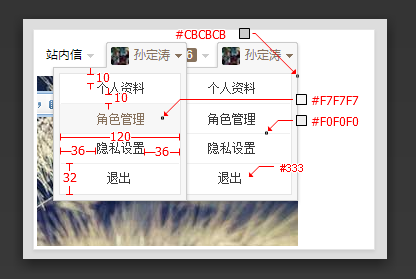 #CBCBCB
站内信 孙定涛 6 孙定涛
10
个人资料 个人资料
10
#F7F7F7
角色管理 角色管理
#F0F0F0
120
36 隐私设置 36 隐私设置
#333
32 退出 退出